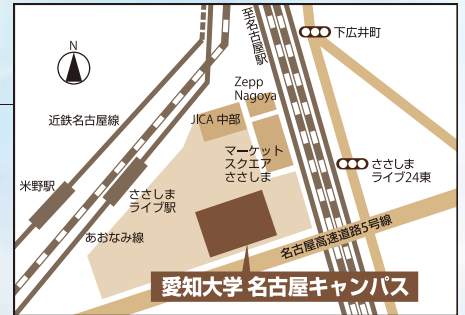 N
至名古屋駅
下広井町
Zepp
Nagoya
近鉄名古屋線
JICA 中部
マーケット
スクエア
ささしま
ささしま
ライブ24東
米野駅
ささしま
ライブ駅
あおなみ線
名古屋高速道路5号線
愛知大学 名古屋キャンパス